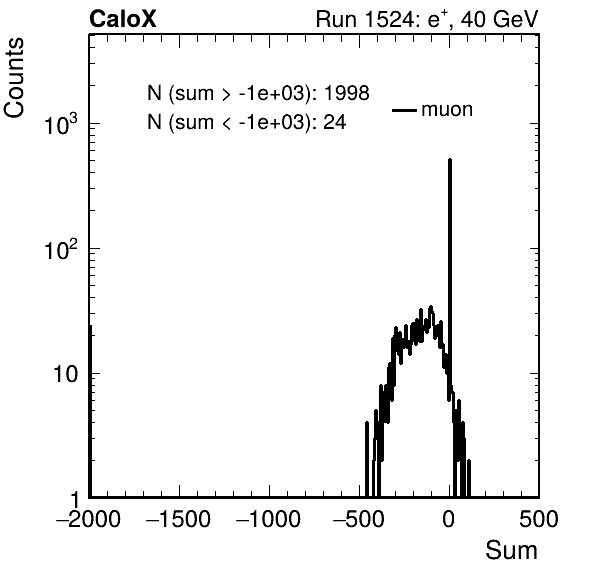 CaloX
Run 1524: e+, 40 GeV
Counts
N (sum > -1e+03): 1998
N (sum < -1e+03): 24
muon
10³
10²
10
1
−2000 −1500 −1000 −500 0 500
Sum